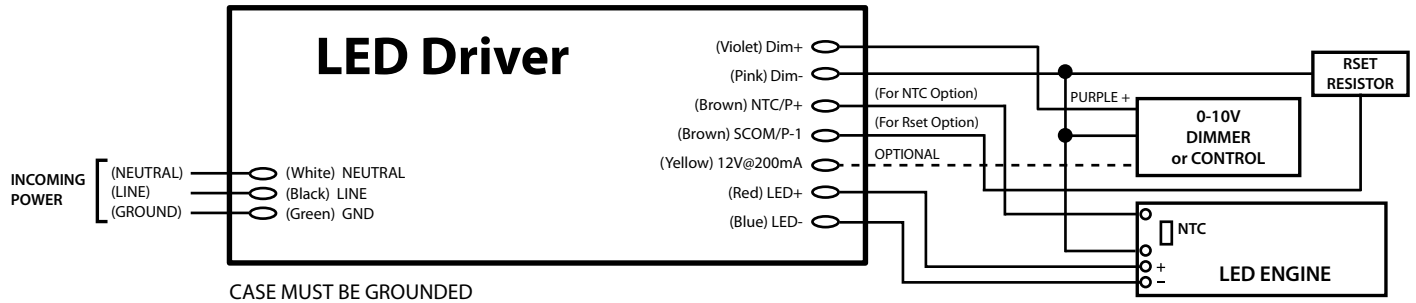 LED Driver
(Violet) Dim+
(Pink) Dim-
(Brown) NTC/P+
(Brown) SCOM/P-1
(Yellow) 12V@200mA
(Red) LED+
(Blue) LED-
(For NTC Option)
(For Rset Option)
OPTIONAL
PURPLE +
RSET
RESISTOR
0-10V
DIMMER
or CONTROL
INCOMING
POWER
(NEUTRAL)
(LINE)
(GROUND)
(White) NEUTRAL
(Black) LINE
(Green) GND
NTC
+
–
LED ENGINE
CASE MUST BE GROUNDED